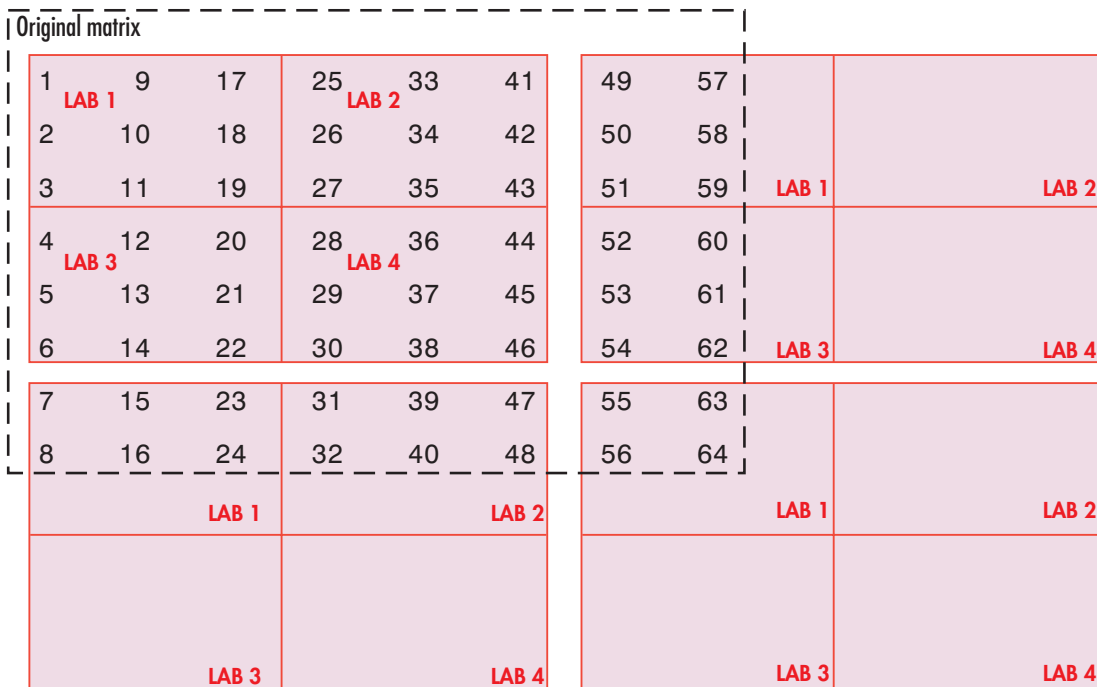 Original matrix
1 9 17 25 33 41 49 57
LAB 1 LAB 2
2 10 18 26 34 42 50 58
3 11 19 27 35 43 51 59 LAB 1 LAB 2
4 12 20 28 36 44 52 60
LAB 3 LAB 4
5 13 21 29 37 45 53 61
6 14 22 30 38 46 54 62 LAB 3 LAB 4
7 15 23 31 39 47 55 63
8 16 24 32 40 48 56 64
LAB 1 LAB 2 LAB 1 LAB 2
LAB 3 LAB 4 LAB 3 LAB 4